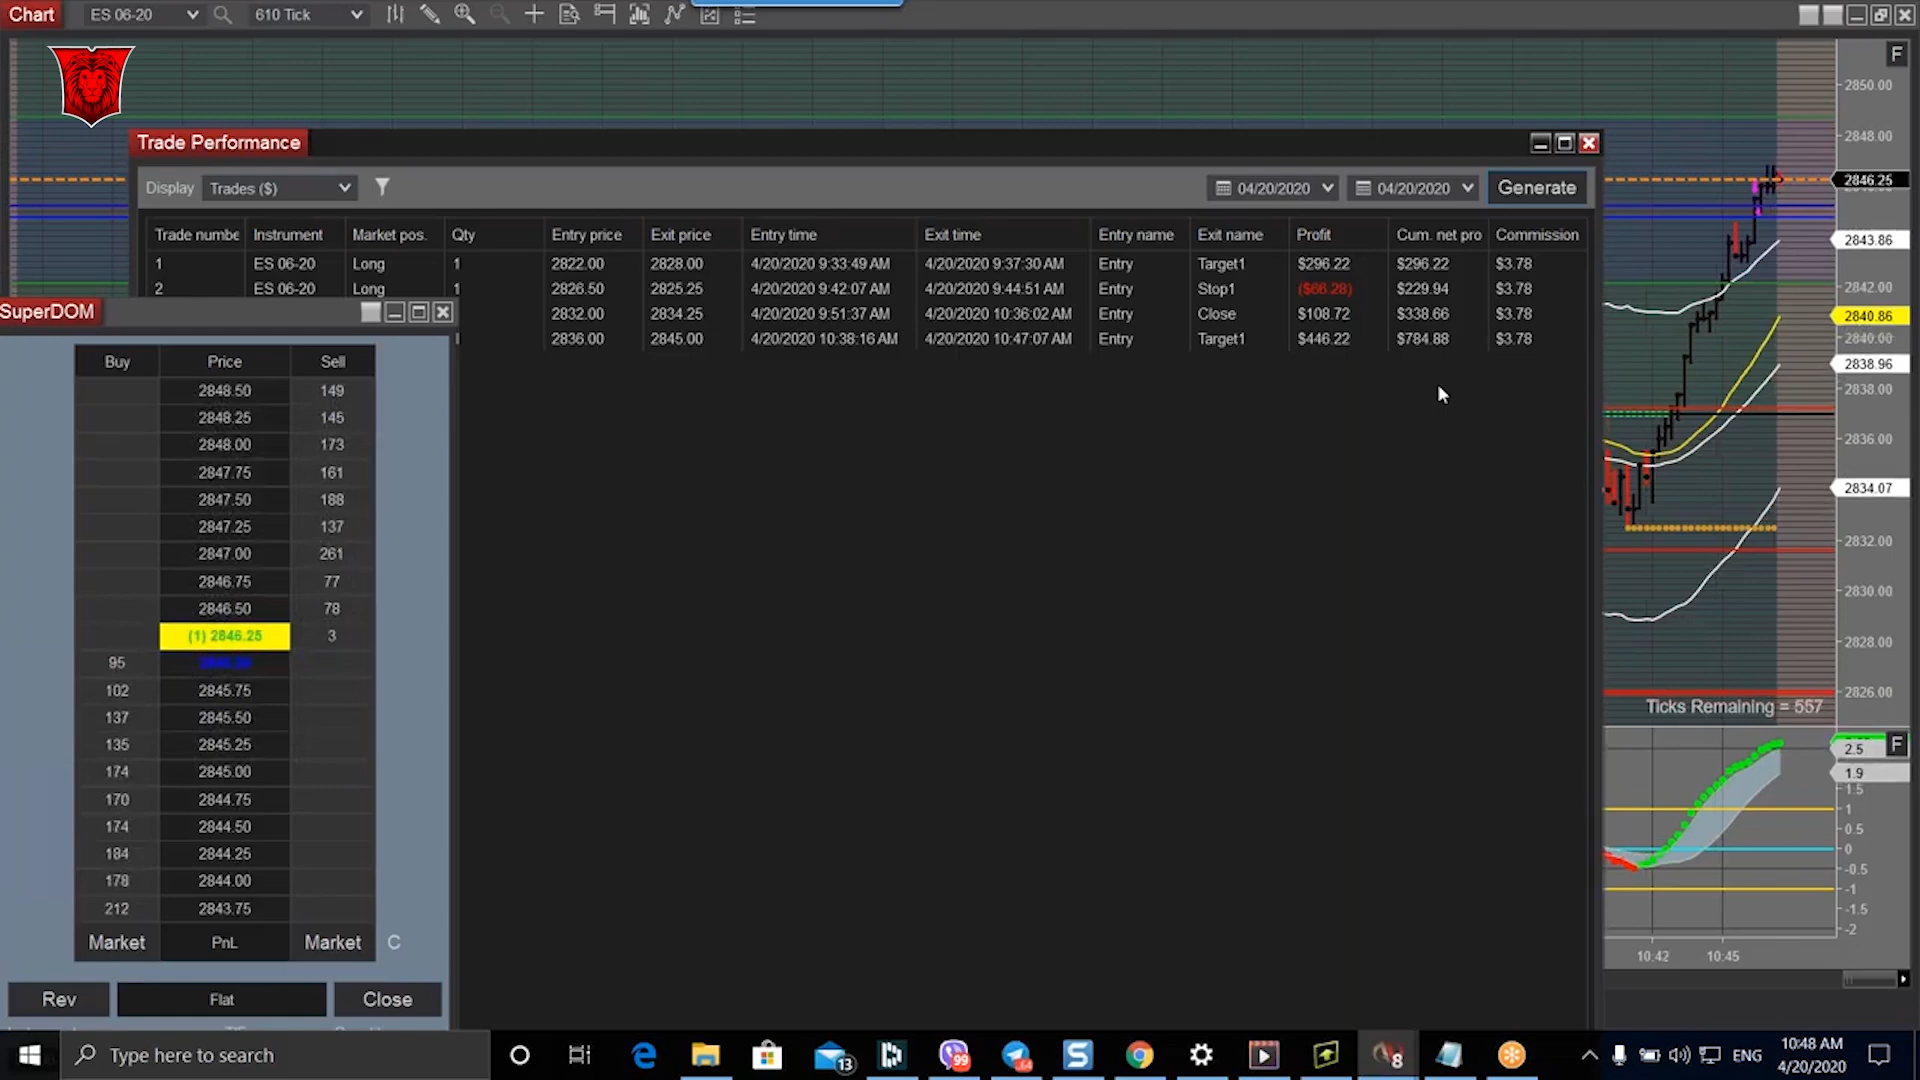 Chart ES 06-20 610 Tick
F
2850.00
2848.00
Trade Performance
Display Trades ($) 04/20/2020 04/20/2020 Generate
2846.25
Trade numbe Instrument Market pos. Qty Entry price Exit price Entry time Exit time Entry name Exit name Profit Cum. net pro Commission
1 ES 06-20 Long 1 2822.00 2828.00 4/20/2020 9:33:49 AM 4/20/2020 9:37:30 AM Entry Target1 $296.22 $296.22 $3.78
2 ES 06-20 Long 1 2826.50 2825.25 4/20/2020 9:42:07 AM 4/20/2020 9:44:51 AM Entry Stop1 ($66.28) $229.94 $3.78
2832.00 2834.25 4/20/2020 9:51:37 AM 4/20/2020 10:36:02 AM Entry Close $108.72 $338.66 $3.78
2836.00 2845.00 4/20/2020 10:38:16 AM 4/20/2020 10:47:07 AM Entry Target1 $446.22 $784.88 $3.78
2843.86
2842.00
2840.86
2840.00
2838.96
2838.00
2836.00
2834.07
2832.00
2830.00
2828.00
2826.00
Ticks Remaining = 557
SuperDOM
Buy Price Sell
2848.50 149
2848.25 145
2848.00 173
2847.75 161
2847.50 188
2847.25 137
2847.00 261
2846.75 77
2846.50 78
(1) 2846.25 3
95
102 2845.75
137 2845.50
135 2845.25
174 2845.00
170 2844.75
174 2844.50
184 2844.25
178 2844.00
212 2843.75
Market PnL Market C
Rev Flat Close
F
2.5
1.9
1.5
1
0.5
0
-0.5
-1
-1.5
-2
10:42 10:45
Type here to search
13
99
64
8
ENG
10:48 AM
4/20/2020